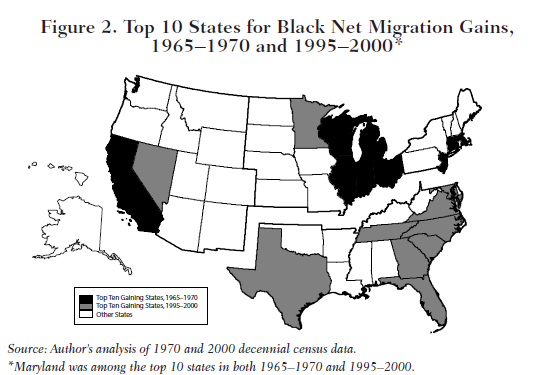 Figure 2. Top 10 States for Black Net Migration Gains,
1965–1970 and 1995–2000*
Top Ten Gaining States, 1965–1970
Top Ten Gaining States, 1995–2000
Other States
Source: Author's analysis of 1970 and 2000 decennial census data.
*Maryland was among the top 10 states in both 1965–1970 and 1995–2000.